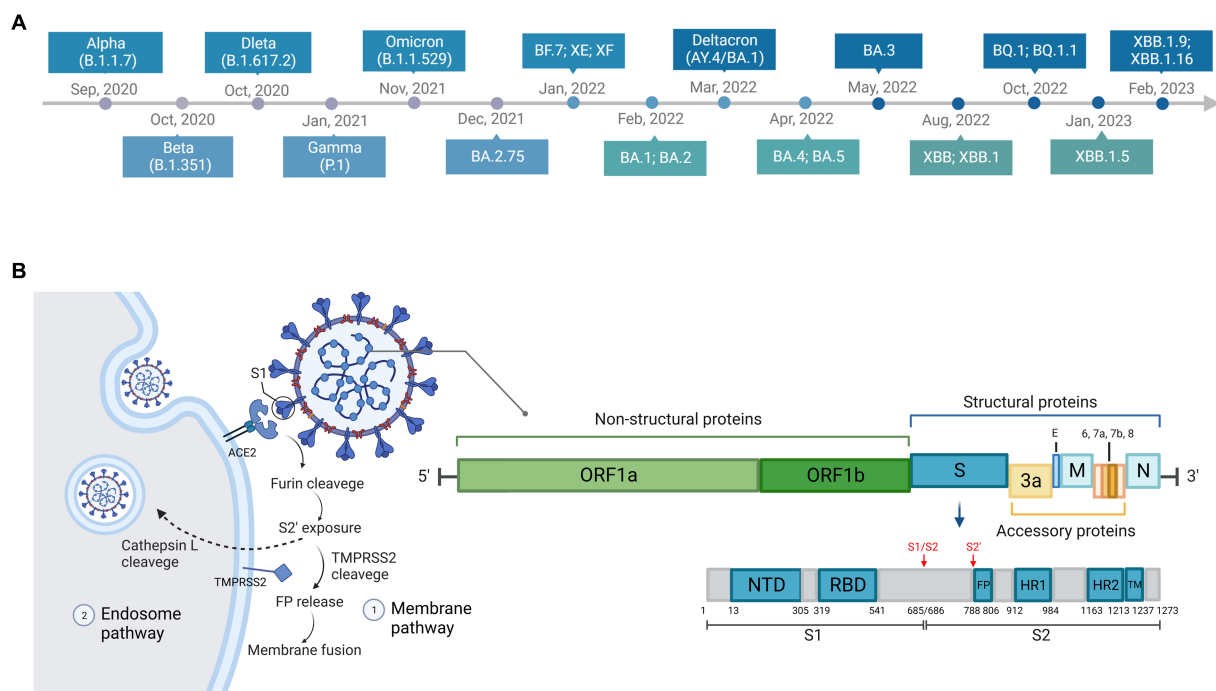 A
Alpha
(B.1.1.7)
Dleta
(B.1.617.2)
Omicron
(B.1.1.529)
BF.7; XE; XF
Deltacron
(AY.4/BA.1)
BA.3
BQ.1; BQ.1.1
XBB.1.9;
XBB.1.16
Sep, 2020
Oct, 2020
Nov, 2021
Jan, 2022
Mar, 2022
May, 2022
Oct, 2022
Feb, 2023
Oct, 2020
Jan, 2021
Dec, 2021
Feb, 2022
Apr, 2022
Aug, 2022
Jan, 2023
Beta
(B.1.351)
Gamma
(P.1)
BA.2.75
BA.1; BA.2
BA.4; BA.5
XBB; XBB.1
XBB.1.5
B
S1
ACE2
Furin cleavege
S2' exposure
Cathepsin L
cleavege
TMPRSS2
cleavege
TMPRSS2
FP release
2 Endosome
pathway
1 Membrane
pathway
Membrane fusion
Non-structural proteins
Structural proteins
E
6, 7a, 7b, 8
5'
ORF1a
ORF1b
S
3a
M
N
3'
Accessory proteins
S1/S2
S2'
NTD
RBD
FP
HR1
HR2
TM
1
13
305
319
541
685/686
788
806
912
984
1163
1213
1237
1273
S1
S2